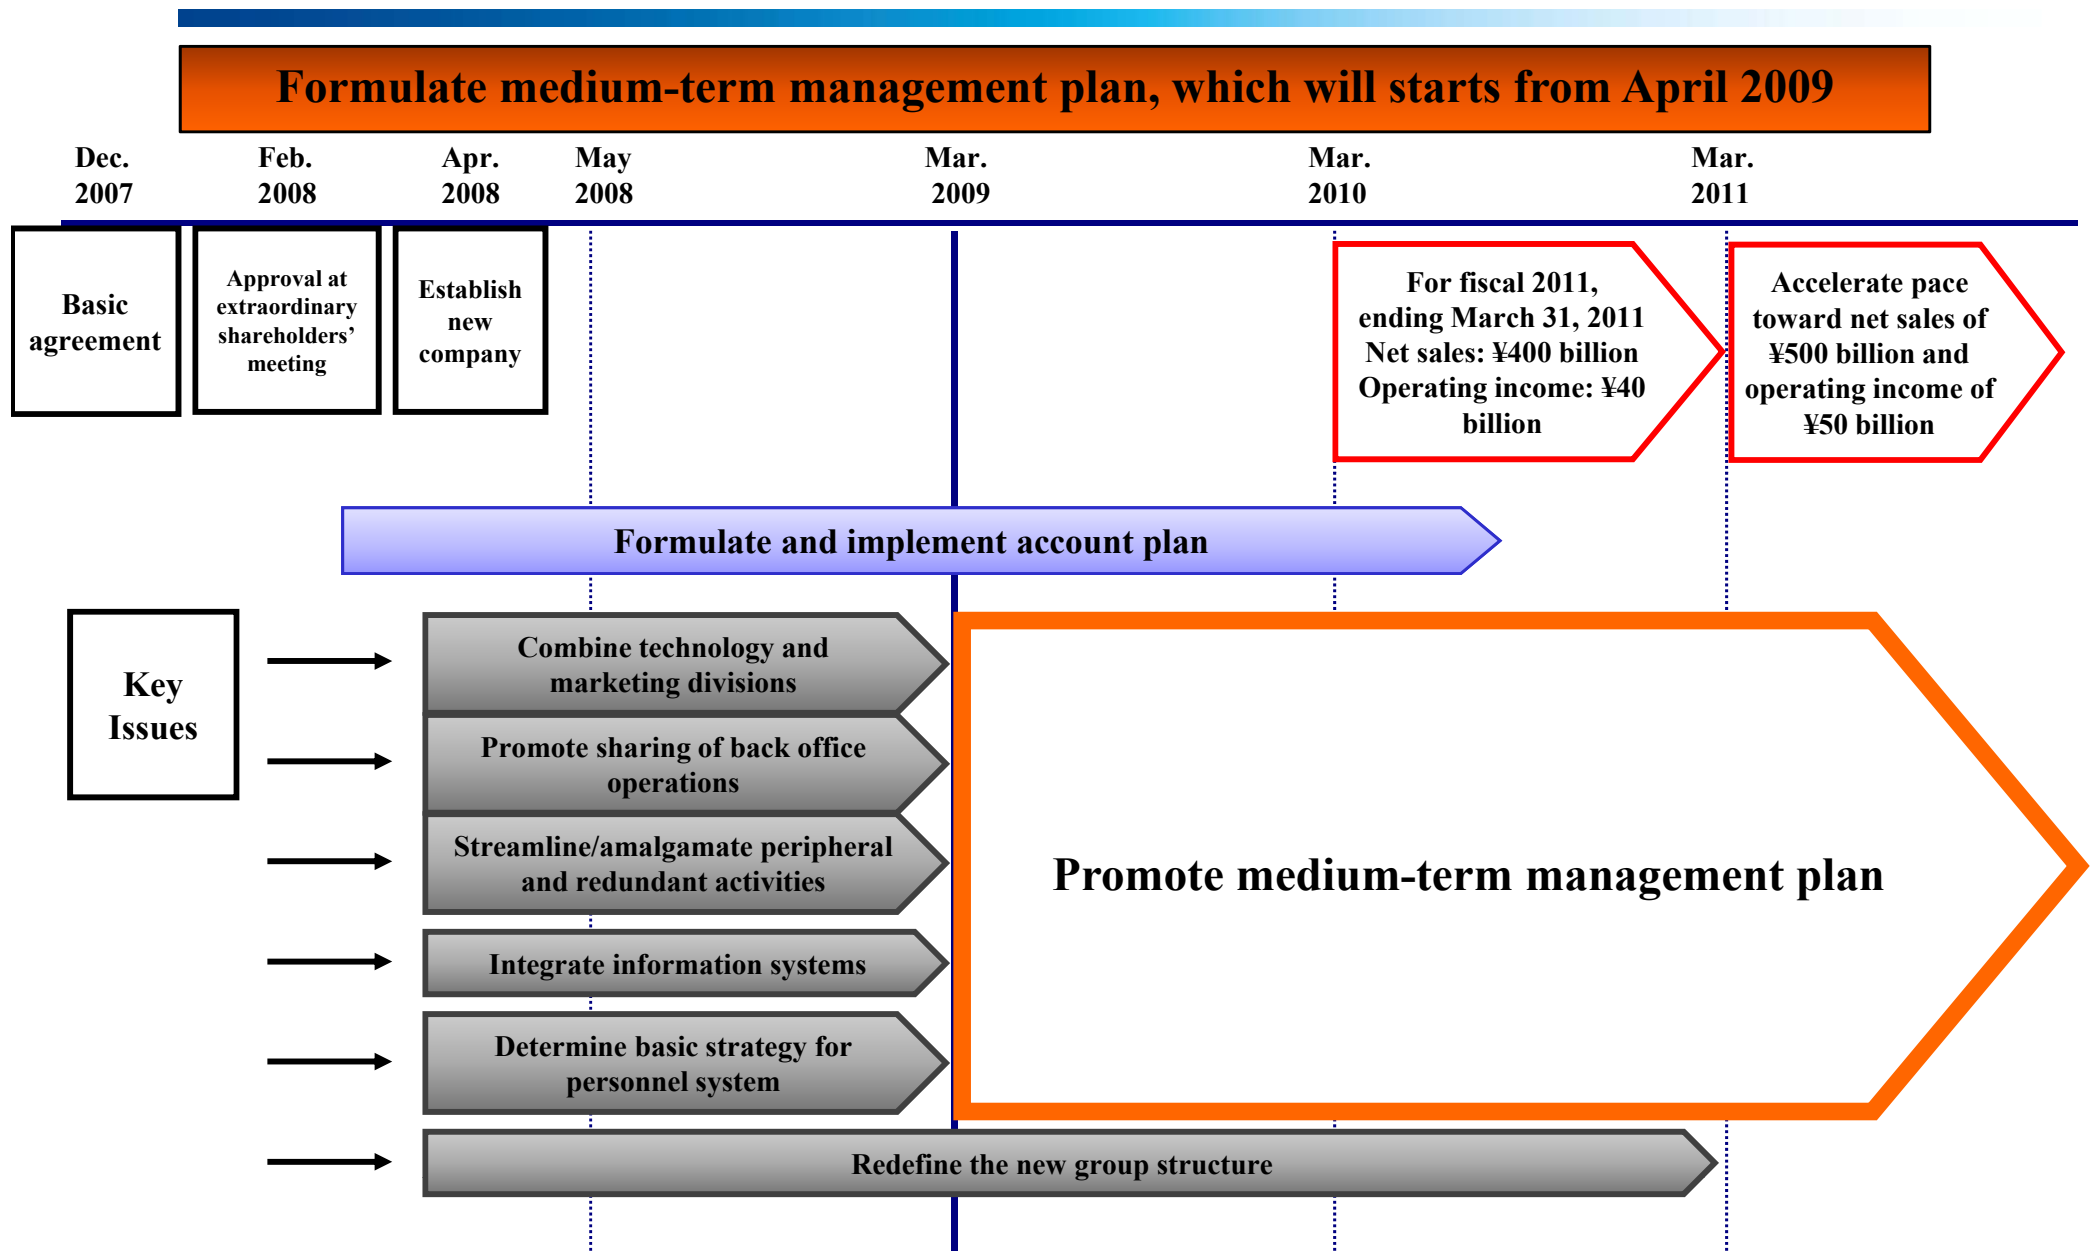 Formulate medium-term management plan, which will starts from April 2009
Dec.
2007
Feb.
2008
Apr.
2008
May
2008
Mar.
2009
Mar.
2010
Mar.
2011
Basic
agreement
Approval at
extraordinary
shareholders’
meeting
Establish
new
company
For fiscal 2011,
ending March 31, 2011
Net sales: ¥400 billion
Operating income: ¥40
billion
Accelerate pace
toward net sales of
¥500 billion and
operating income of
¥50 billion
Formulate and implement account plan
Key
Issues
Combine technology and
marketing divisions
Promote sharing of back office
operations
Streamline/amalgamate peripheral
and redundant activities
Integrate information systems
Determine basic strategy for
personnel system
Redefine the new group structure
Promote medium-term management plan